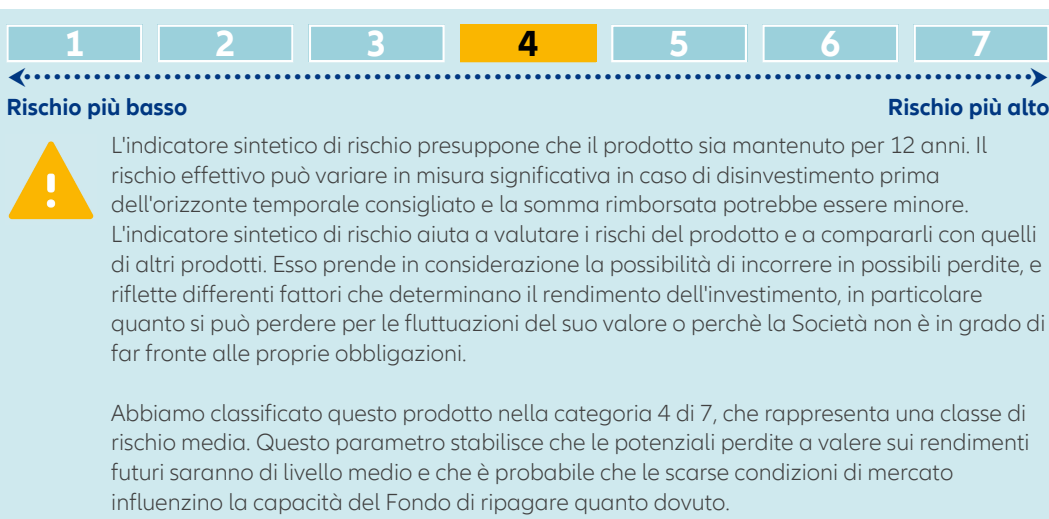 1 2 3 4 5 6 7
Rischio più basso Rischio più alto
L'indicatore sintetico di rischio presuppone che il prodotto sia mantenuto per 12 anni. Il
rischio effettivo può variare in misura significativa in caso di disinvestimento prima
dell'orizzonte temporale consigliato e la somma rimborsata potrebbe essere minore.
L'indicatore sintetico di rischio aiuta a valutare i rischi del prodotto e a compararli con quelli
di altri prodotti. Esso prende in considerazione la possibilità di incorrere in possibili perdite, e
riflette differenti fattori che determinano il rendimento dell'investimento, in particolare
quanto si può perdere per le fluttuazioni del suo valore o perchè la Società non è in grado di
far fronte alle proprie obbligazioni.
Abbiamo classificato questo prodotto nella categoria 4 di 7, che rappresenta una classe di
rischio media. Questo parametro stabilisce che le potenziali perdite a valere sui rendimenti
futuri saranno di livello medio e che è probabile che le scarse condizioni di mercato
influenzino la capacità del Fondo di ripagare quanto dovuto.